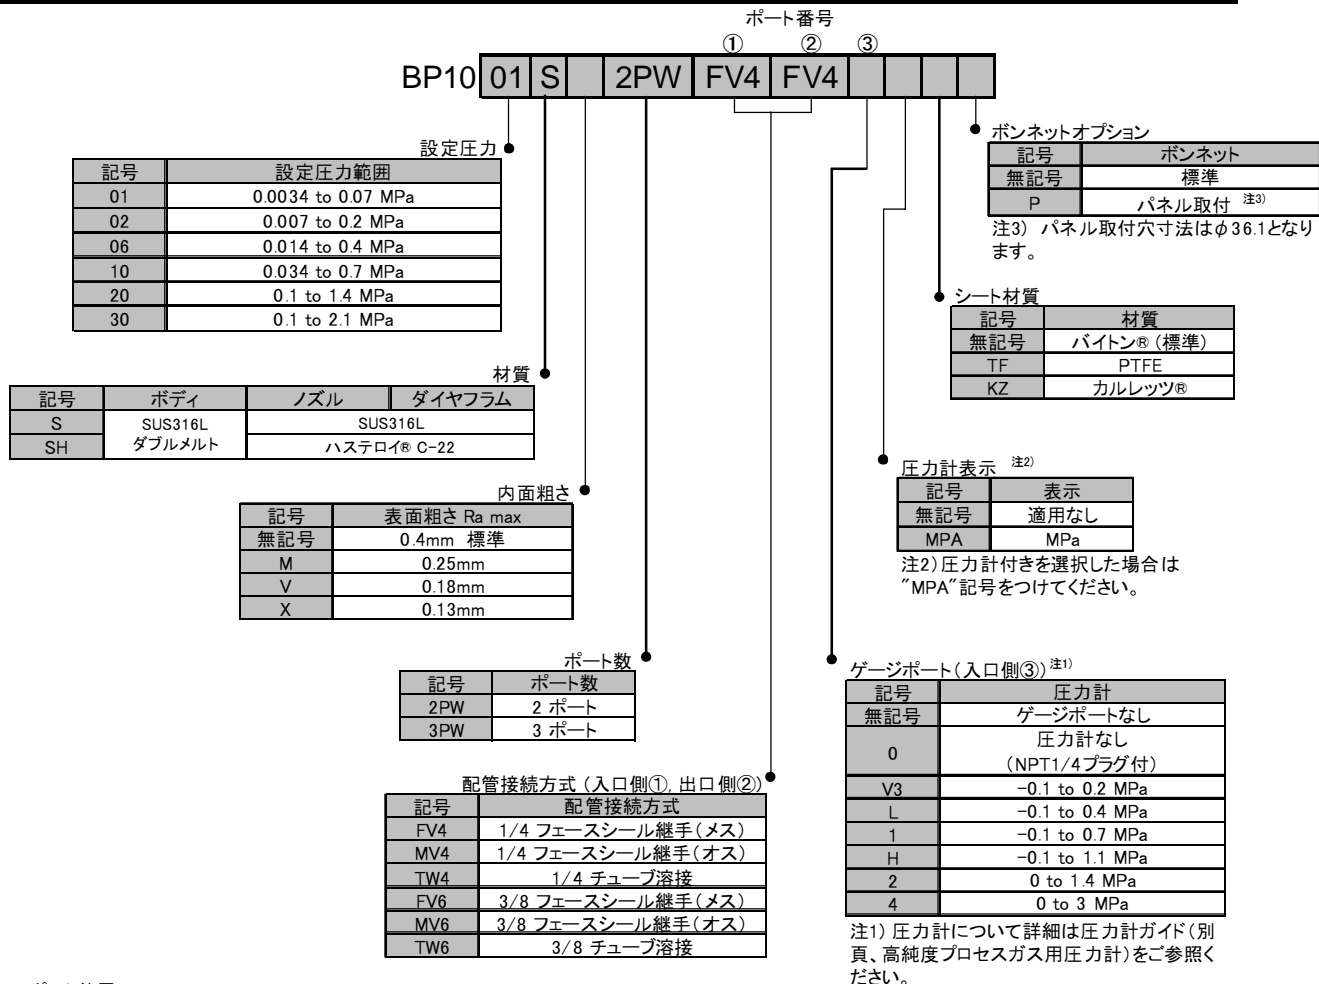 ポート番号
① ② ③
BP10 01 S 2PW FV4 FV4
設定圧力
記号 設定圧力範囲
01 0.0034 to 0.07 MPa
02 0.007 to 0.2 MPa
06 0.014 to 0.4 MPa
10 0.034 to 0.7 MPa
20 0.1 to 1.4 MPa
30 0.1 to 2.1 MPa
ボンネットオプション
記号 ボンネット
無記号 標準
P パネル取付 注3)
注3) パネル取付穴寸法はφ36.1となり
ます。
シート材質
記号 材質
無記号 バイトン® (標準)
TF PTFE
KZ カルレッツ®
材質
記号 ボディ ノズル ダイヤフラム
S SUS316L SUS316L
SH ダブルメルト ハステロイ® C-22
圧力計表示 注2)
記号 表示
無記号 適用なし
MPA MPa
注2)圧力計付きを選択した場合は
"MPA"記号をつけてください。
内面粗さ
記号 表面粗さ Ra max
無記号 0.4mm 標準
M 0.25mm
V 0.18mm
X 0.13mm
ポート数
記号 ポート数
2PW 2 ポート
3PW 3 ポート
ゲージポート(入口側③) 注1)
記号 圧力計
無記号 ゲージポートなし
0 圧力計なし
(NPT1/4プラグ付)
V3 -0.1 to 0.2 MPa
L -0.1 to 0.4 MPa
1 -0.1 to 0.7 MPa
H -0.1 to 1.1 MPa
2 0 to 1.4 MPa
4 0 to 3 MPa
注1) 圧力計について詳細は圧力計ガイド(別
頁、高純度プロセスガス用圧力計)をご参照く
ださい。
配管接続方式 (入口側①, 出口側②)
記号 配管接続方式
FV4 1/4 フェースシール継手(メス)
MV4 1/4 フェースシール継手(オス)
TW4 1/4 チューブ溶接
FV6 3/8 フェースシール継手(メス)
MV6 3/8 フェースシール継手(オス)
TW6 3/8 チューブ溶接